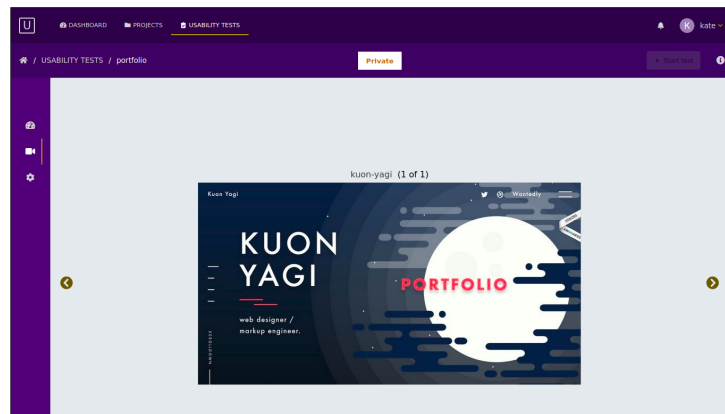 U
DASHBOARD
PROJECTS
USABILITY TESTS
K
kate
/ USABILITY TESTS / portfolio
Private
Start test
kuon-yagi (1 of 1)
Kuon Yagi
Wantedly
KUON
YAGI
PORTFOLIO
web designer /
markup engineer.